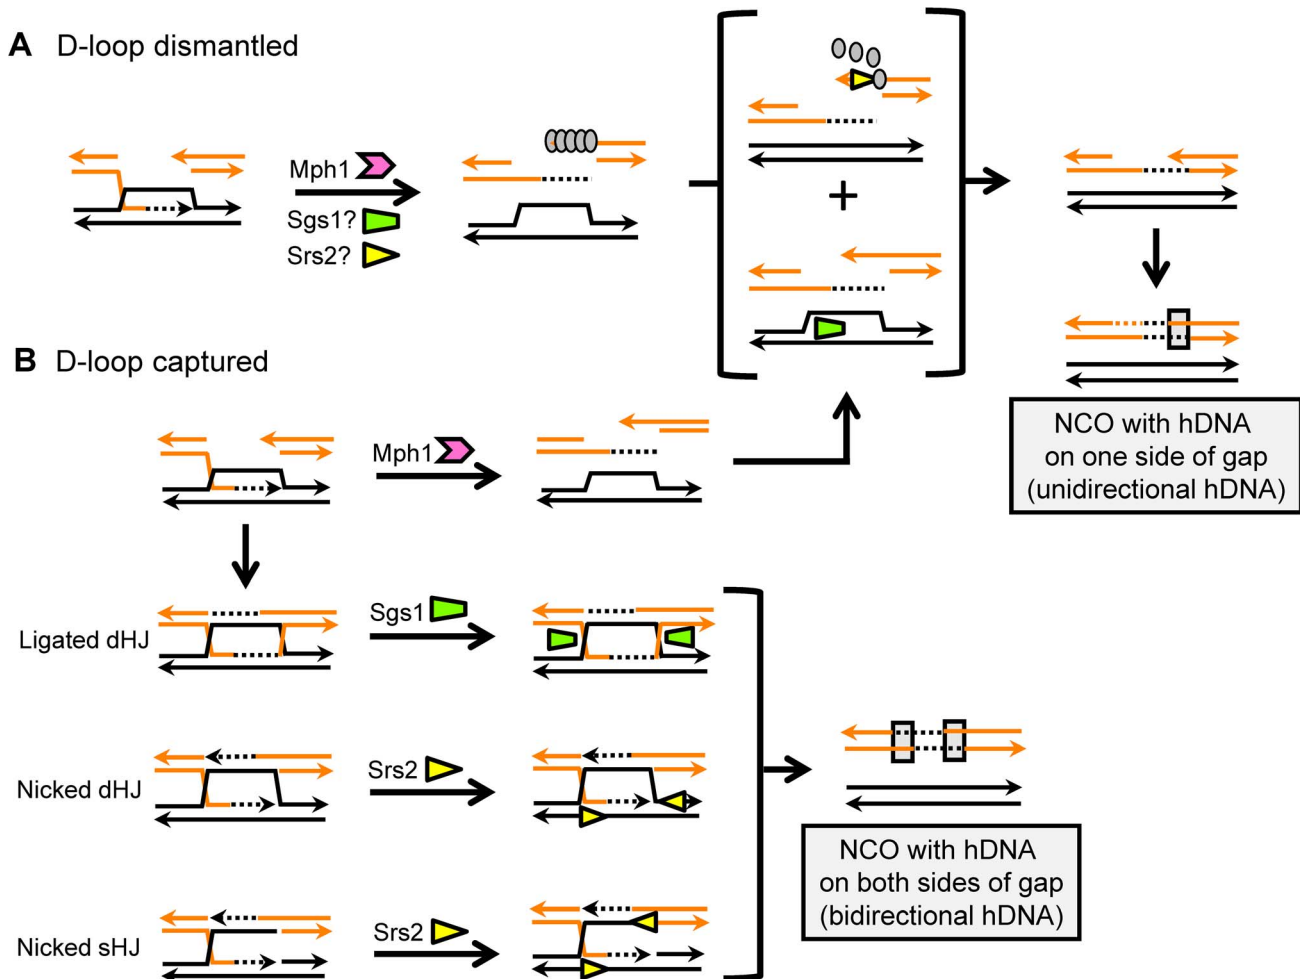 A D-loop dismantled
Mph1
Sgs1?
Srs2?
+
B D-loop captured
Mph1
NCO with hDNA
on one side of gap
(unidirectional hDNA)
Ligated dHJ
Sgs1
Nicked dHJ
Srs2
NCO with hDNA
on both sides of gap
(bidirectional hDNA)
Nicked sHJ
Srs2